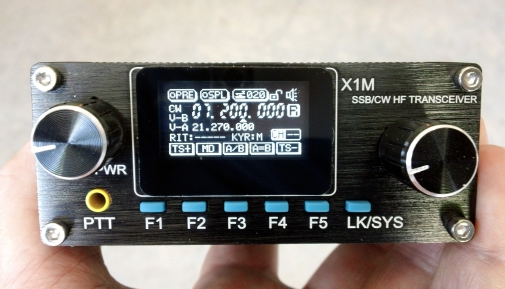 PRE SPL 020
CW 07.200.000 R
V-B
V-A 21.270.000
RIT:----- KYR:M CH--
TS+ MD A/B A=B TS-
X1M
SSB/CW HF TRANSCEIVER
PWR
PTT F1 F2 F3 F4 F5 LK/SYS